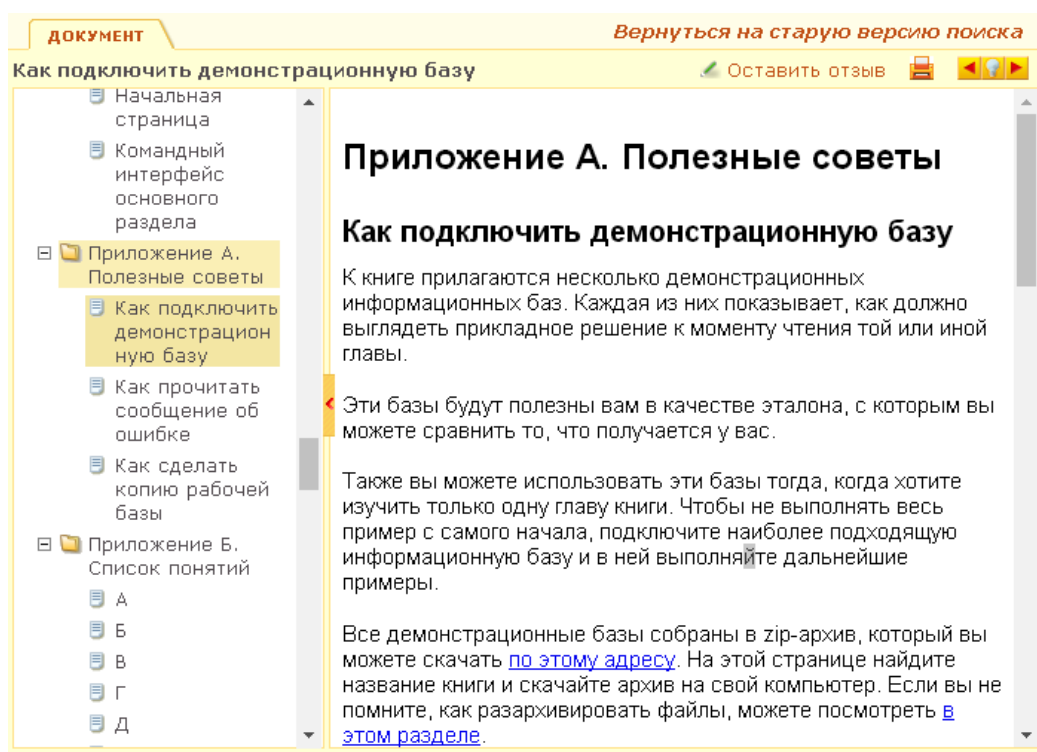 ДОКУМЕНТ
Вернуться на старую версию поиска
Как подключить демонстрационную базу
Оставить отзыв
Начальная
страница
Командный
интерфейс
основного
раздела
Приложение А.
Полезные советы
Как подключить
демонстрацион
ную базу
Как прочитать
сообщение об
ошибке
Как сделать
копию рабочей
базы
Приложение Б.
Список понятий
А
Б
В
Г
Д
Приложение А. Полезные советы
Как подключить демонстрационную базу
К книге прилагаются несколько демонстрационных
информационных баз. Каждая из них показывает, как должно
выглядеть прикладное решение к моменту чтения той или иной
главы.
Эти базы будут полезны вам в качестве эталона, с которым вы
можете сравнить то, что получается у вас.
Также вы можете использовать эти базы тогда, когда хотите
изучить только одну главу книги. Чтобы не выполнять весь
пример с самого начала, подключите наиболее подходящую
информационную базу и в ней выполняйте дальнейшие
примеры.
Все демонстрационные базы собраны в zip-архив, который вы
можете скачать по этому адресу. На этой странице найдите
название книги и скачайте архив на свой компьютер. Если вы не
помните, как разархивировать файлы, можете посмотреть в
этом разделе.